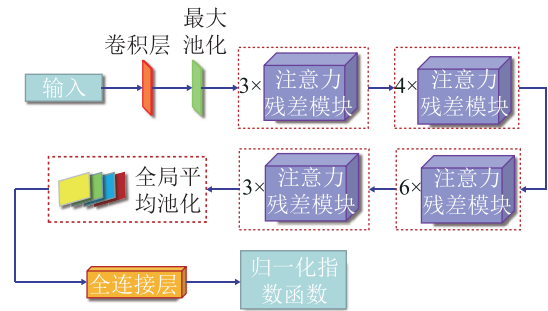 输入
卷积层
最大
池化
3×
注意力
残差模块
4×
注意力
残差模块
6×
注意力
残差模块
3×
注意力
残差模块
全局平
均池化
全连接层
归一化指
数函数